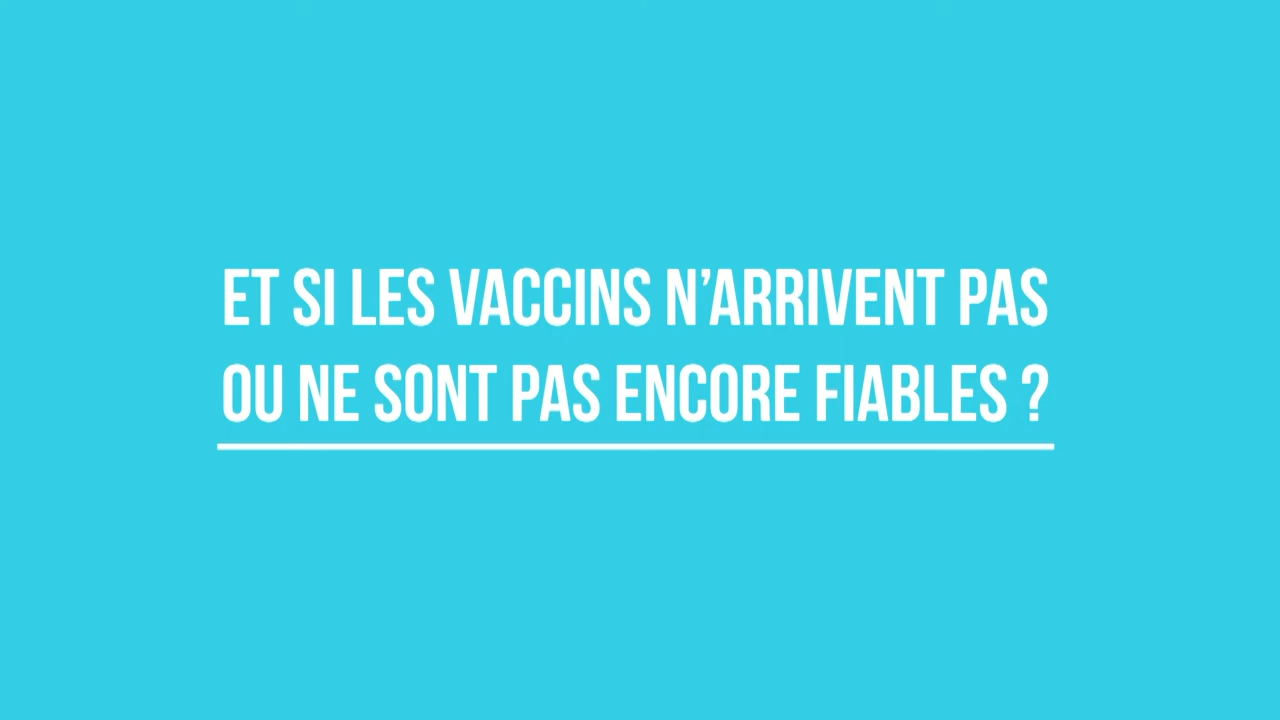 ET SI LES VACCINS N’ARRIVENT PAS
OU NE SONT PAS ENCORE FIABLES ?